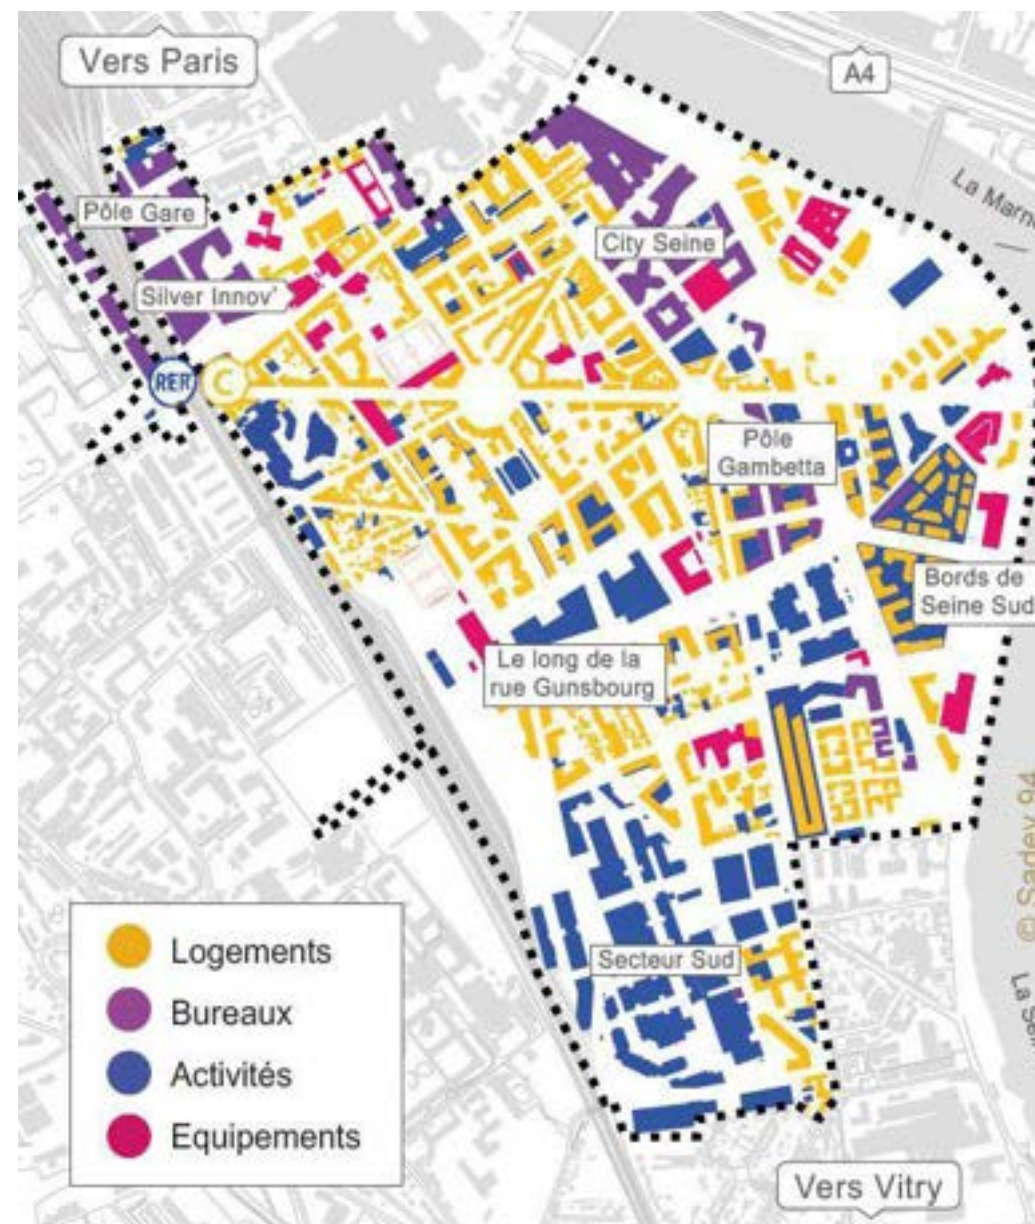 Vers Paris
A4
La Marn
Pôle Gare
City Seine
Silver Innov'
RER
C
Pôle
Gambetta
Bords de
Seine Sud
Le long de la
rue Gunsbourg
© Sadev 94
Secteur Sud
Logements
Bureaux
Activités
Equipements
Vers Vitry